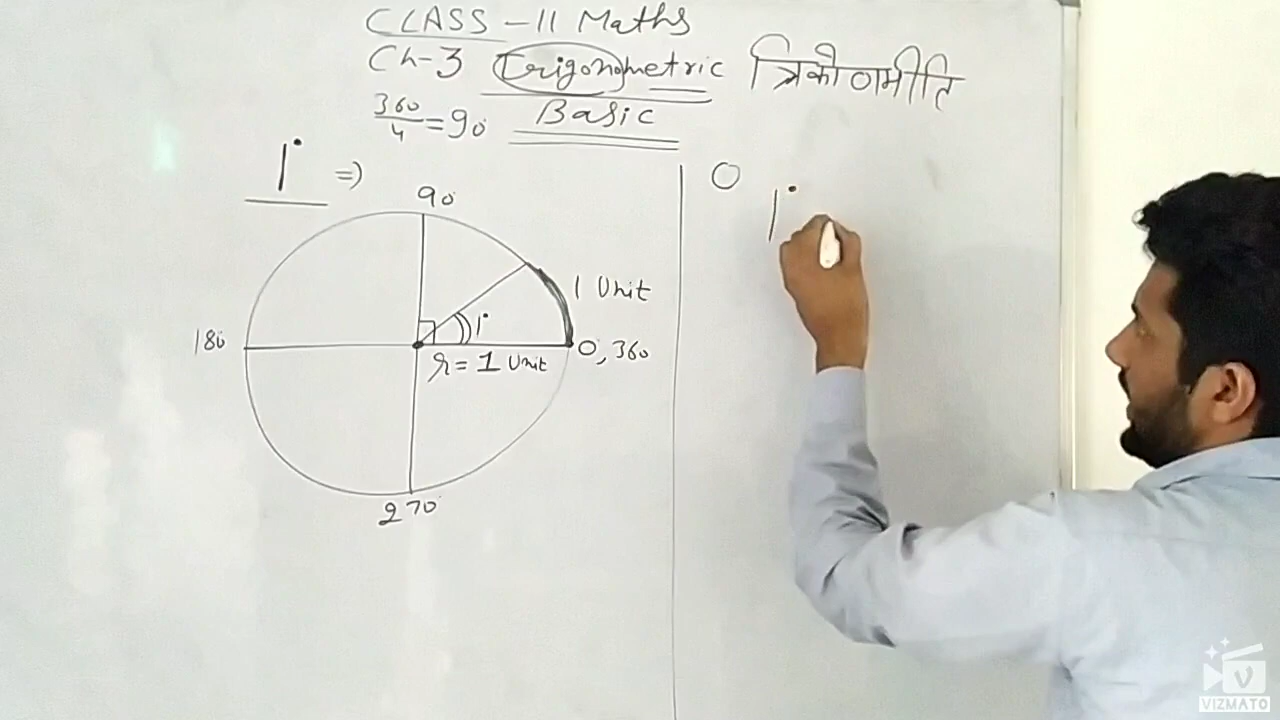 CLASS - 11 Maths
Ch-3 Trigonometric त्रिकोणमीति
360/4 = 90 Basic
1° =)
90
1 Unit
1°
180
0, 360
r = 1 Unit
270
0
1°
VIZMATO